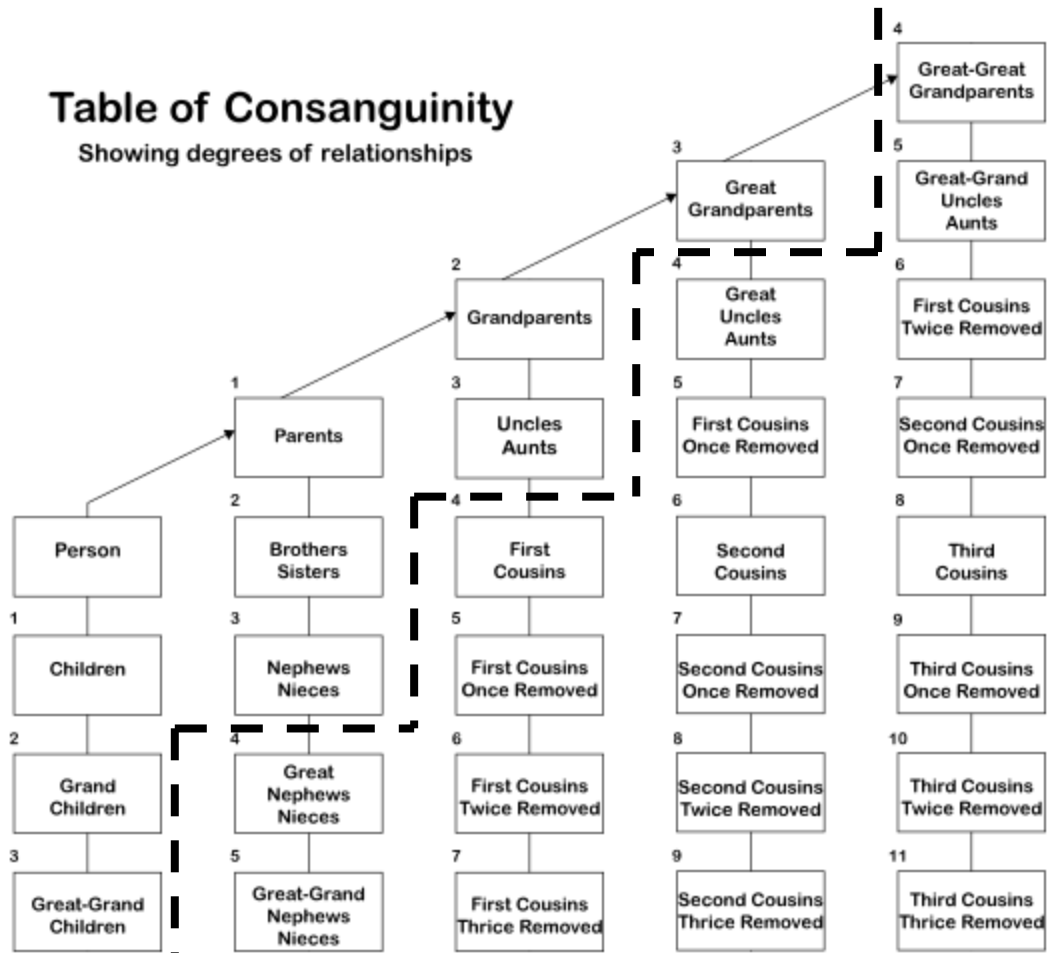 Table of Consanguinity
Showing degrees of relationships
Person
1
Children
2
Grand
Children
3
Great-Grand
Children
1
Parents
2
Brothers
Sisters
3
Nephews
Nieces
4
Great
Nephews
Nieces
5
Great-Grand
Nephews
Nieces
2
Grandparents
3
Uncles
Aunts
4
First
Cousins
5
First Cousins
Once Removed
6
First Cousins
Twice Removed
7
First Cousins
Thrice Removed
3
Great
Grandparents
4
Great
Uncles
Aunts
5
First Cousins
Once Removed
6
Second
Cousins
7
Second Cousins
Once Removed
8
Second Cousins
Twice Removed
9
Second Cousins
Thrice Removed
4
Great-Great
Grandparents
5
Great-Grand
Uncles
Aunts
6
First Cousins
Twice Removed
7
Second Cousins
Once Removed
8
Third
Cousins
9
Third Cousins
Once Removed
10
Third Cousins
Twice Removed
11
Third Cousins
Thrice Removed